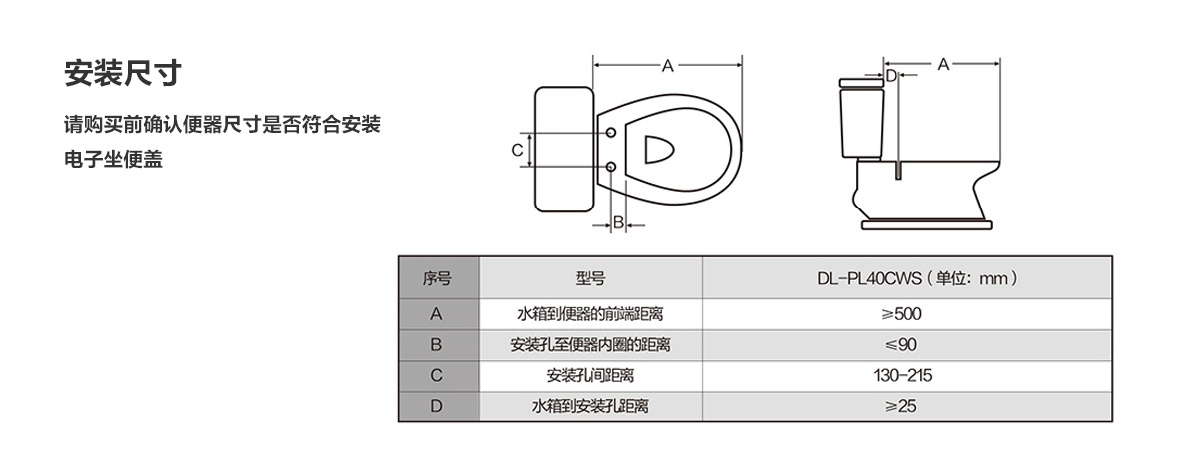 安装尺寸
请购买前确认便器尺寸是否符合安装
电子坐便盖
A
C
B
D
A
序号 型号 DL-PL40CWS（单位：mm）
A 水箱到便器的前端距离 ≥500
B 安装孔至便器内圈的距离 ≤90
C 安装孔间距离 130-215
D 水箱到安装孔距离 ≥25